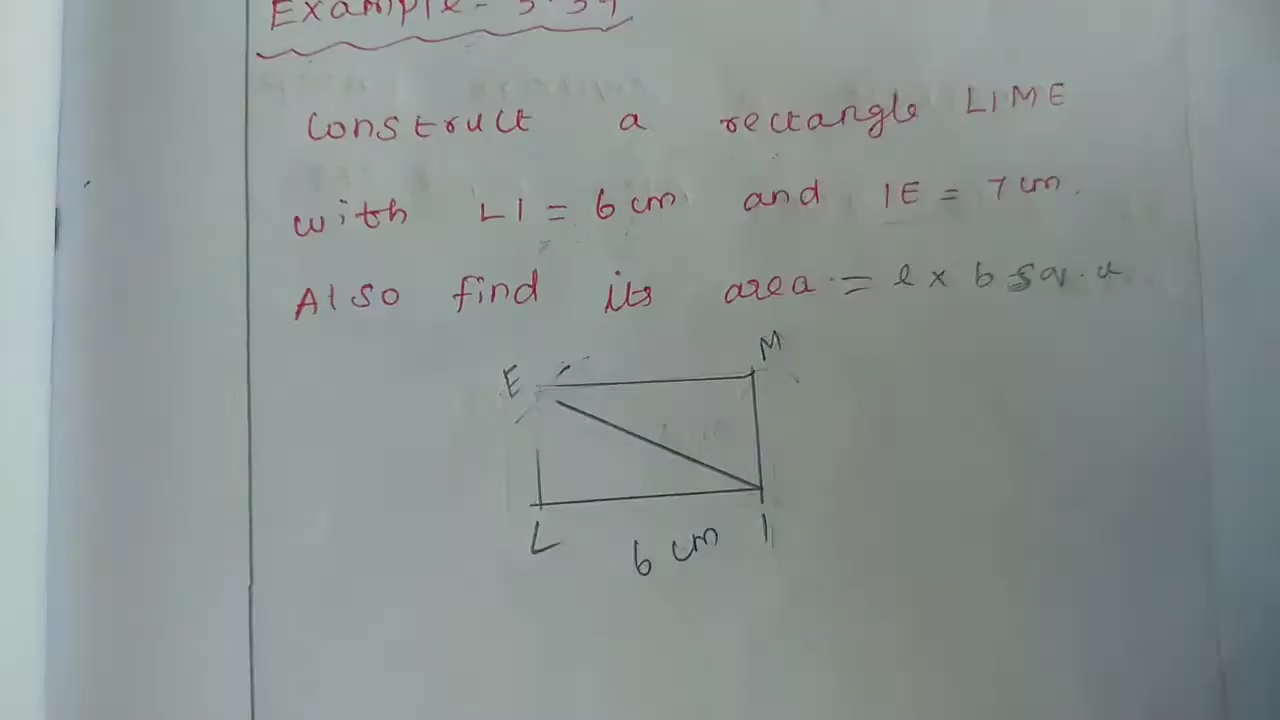 Construct a rectangle LIME
with LI = 6 cm and IE = 7 cm.
Also find its area = l × b sq. u
E
M
L
6 cm
I